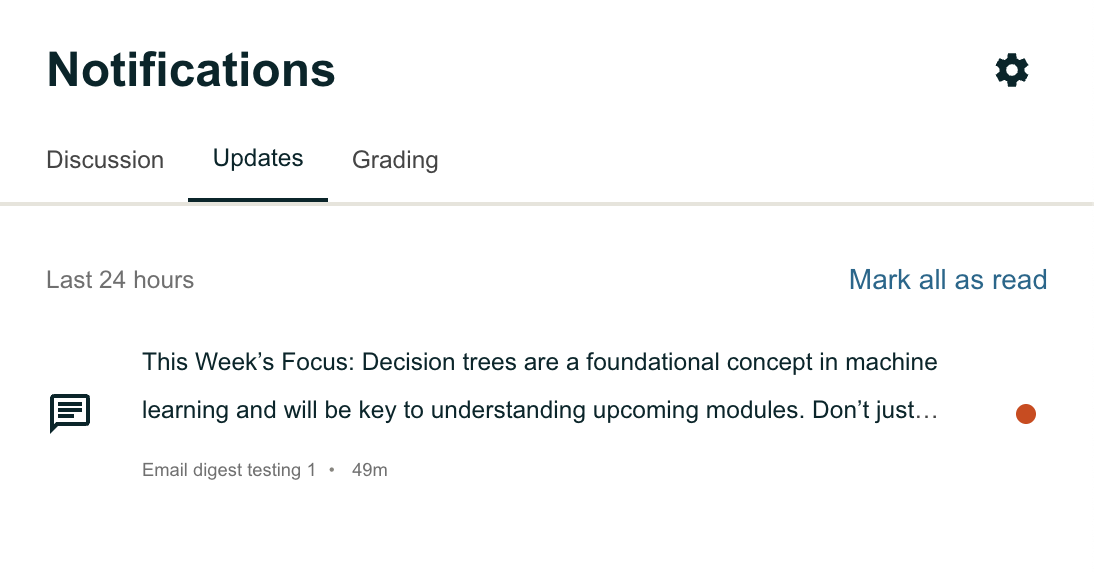 Notifications
Discussion Updates Grading
Last 24 hours Mark all as read
This Week’s Focus: Decision trees are a foundational concept in machine
learning and will be key to understanding upcoming modules. Don’t just…
Email digest testing 1 • 49m